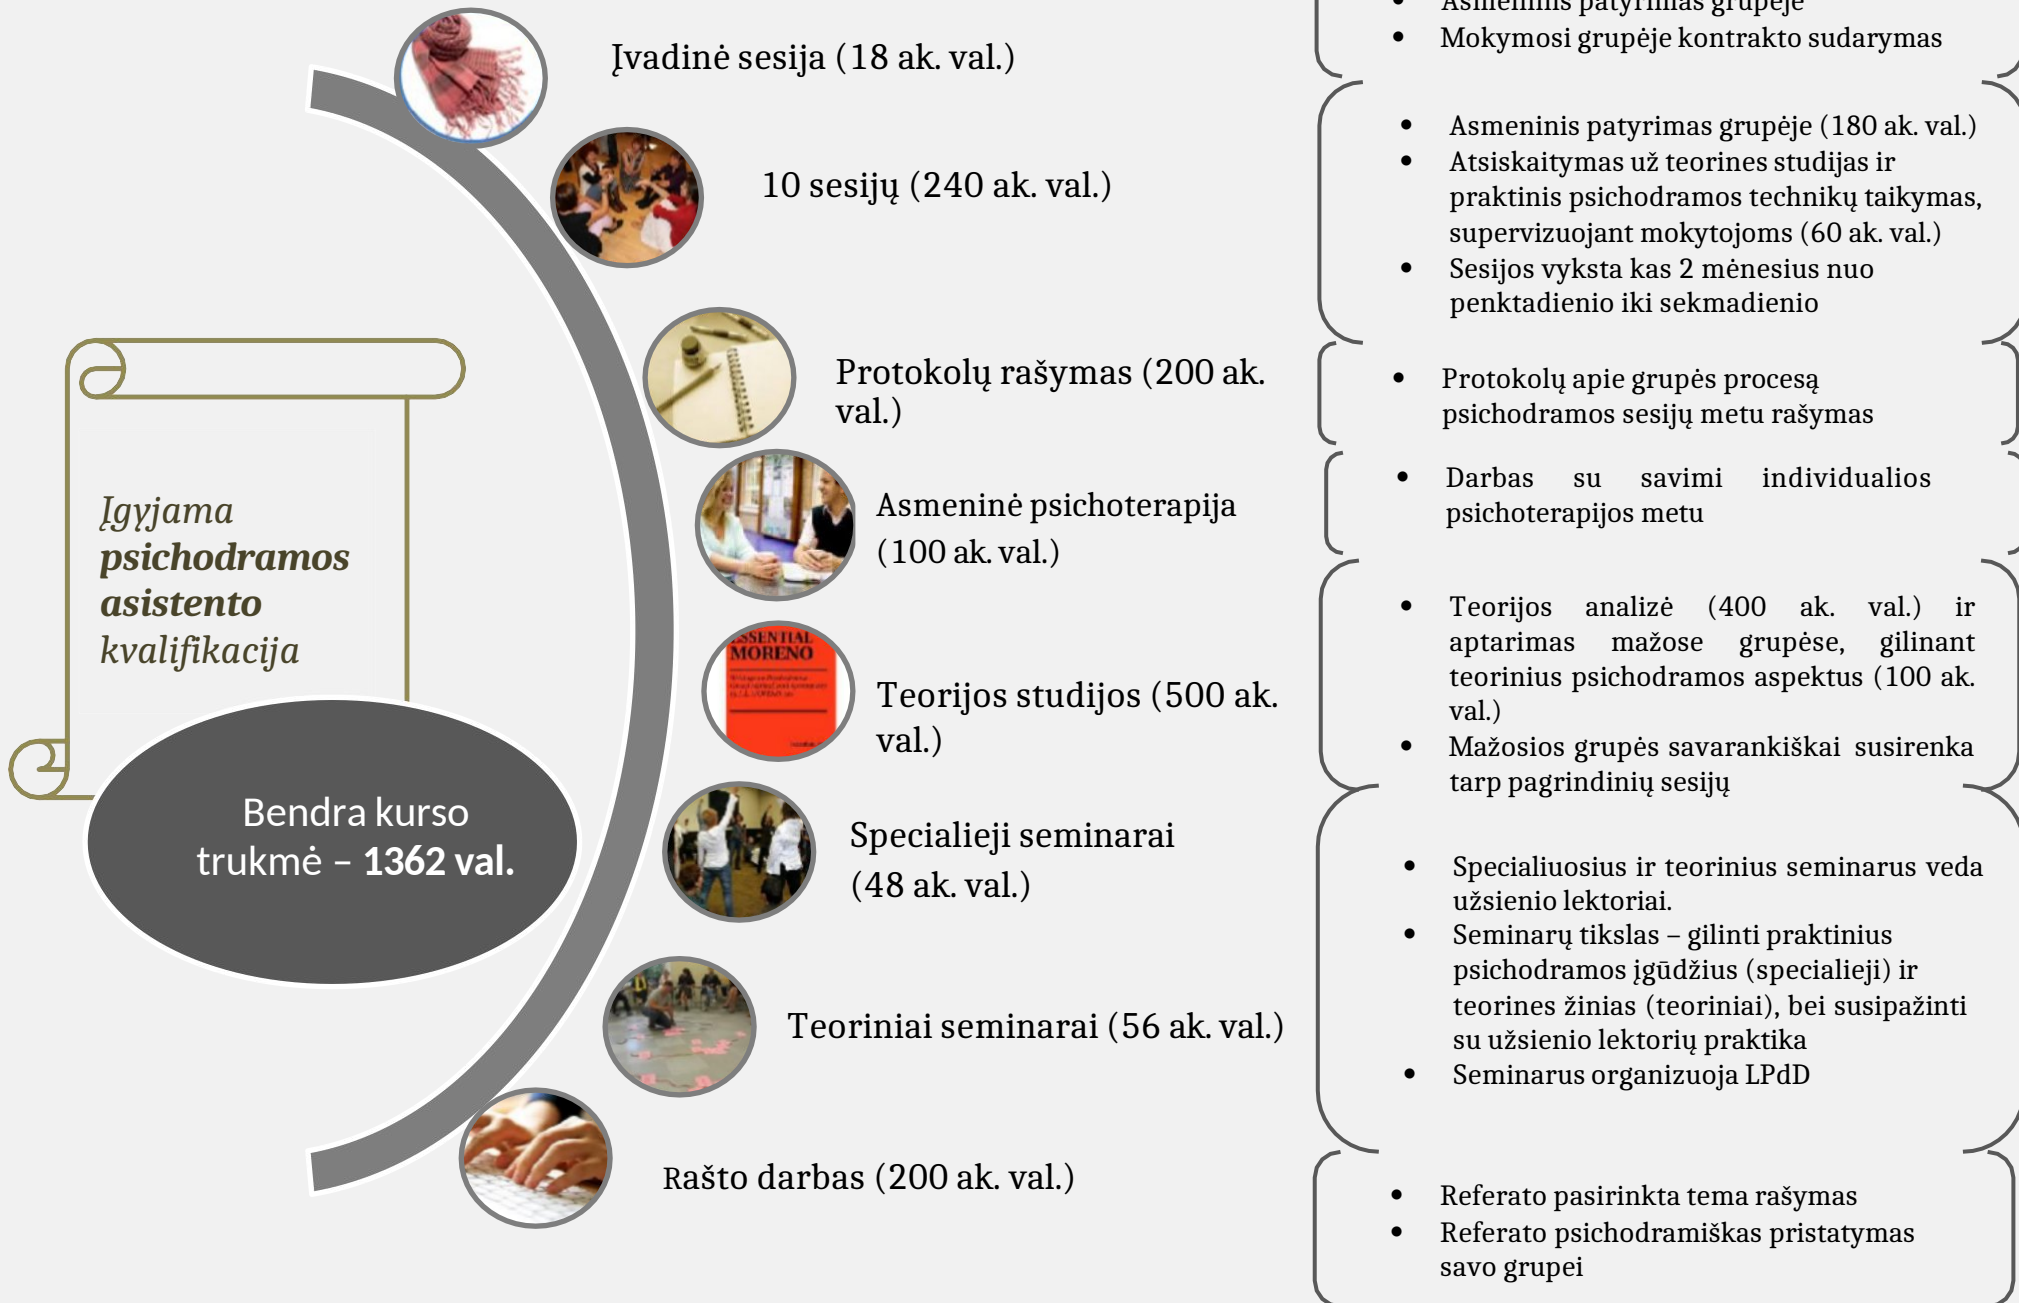 Asmeninis patyrimas grupėje
• Mokymosi grupėje kontrakto sudarymas
Įvadinė sesija (18 ak. val.)
10 sesijų (240 ak. val.)
• Asmeninis patyrimas grupėje (180 ak. val.)
• Atsiskaitymas už teorines studijas ir
praktinis psichodramos technikų taikymas,
supervizuojant mokytojoms (60 ak. val.)
• Sesijos vyksta kas 2 mėnesius nuo
penktadienio iki sekmadienio
Protokolų rašymas (200 ak.
val.)
• Protokolų apie grupės procesą
psichodramos sesijų metu rašymas
Asmeninė psichoterapija
(100 ak. val.)
• Darbas su savimi individualios
psichoterapijos metu
Įgyjama
psichodramos
asistento
kvalifikacija
ESSENTIAL
MORENO
Teorijos studijos (500 ak.
val.)
• Teorijos analizė (400 ak. val.) ir
aptarimas mažose grupėse, gilinant
teorinius psichodramos aspektus (100 ak.
val.)
• Mažosios grupės savarankiškai susirenka
tarp pagrindinių sesijų
Bendra kurso
trukmė – 1362 val.
Specialieji seminarai
(48 ak. val.)
Teoriniai seminarai (56 ak. val.)
• Specialiuosius ir teorinius seminarus veda
užsienio lektoriai.
• Seminarų tikslas – gilinti praktinius
psichodramos įgūdžius (specialieji) ir
teorines žinias (teoriniai), bei susipažinti
su užsienio lektorių praktika
• Seminarus organizuoja LPdD
Rašto darbas (200 ak. val.)
• Referato pasirinkta tema rašymas
• Referato psichodramiškas pristatymas
savo grupei